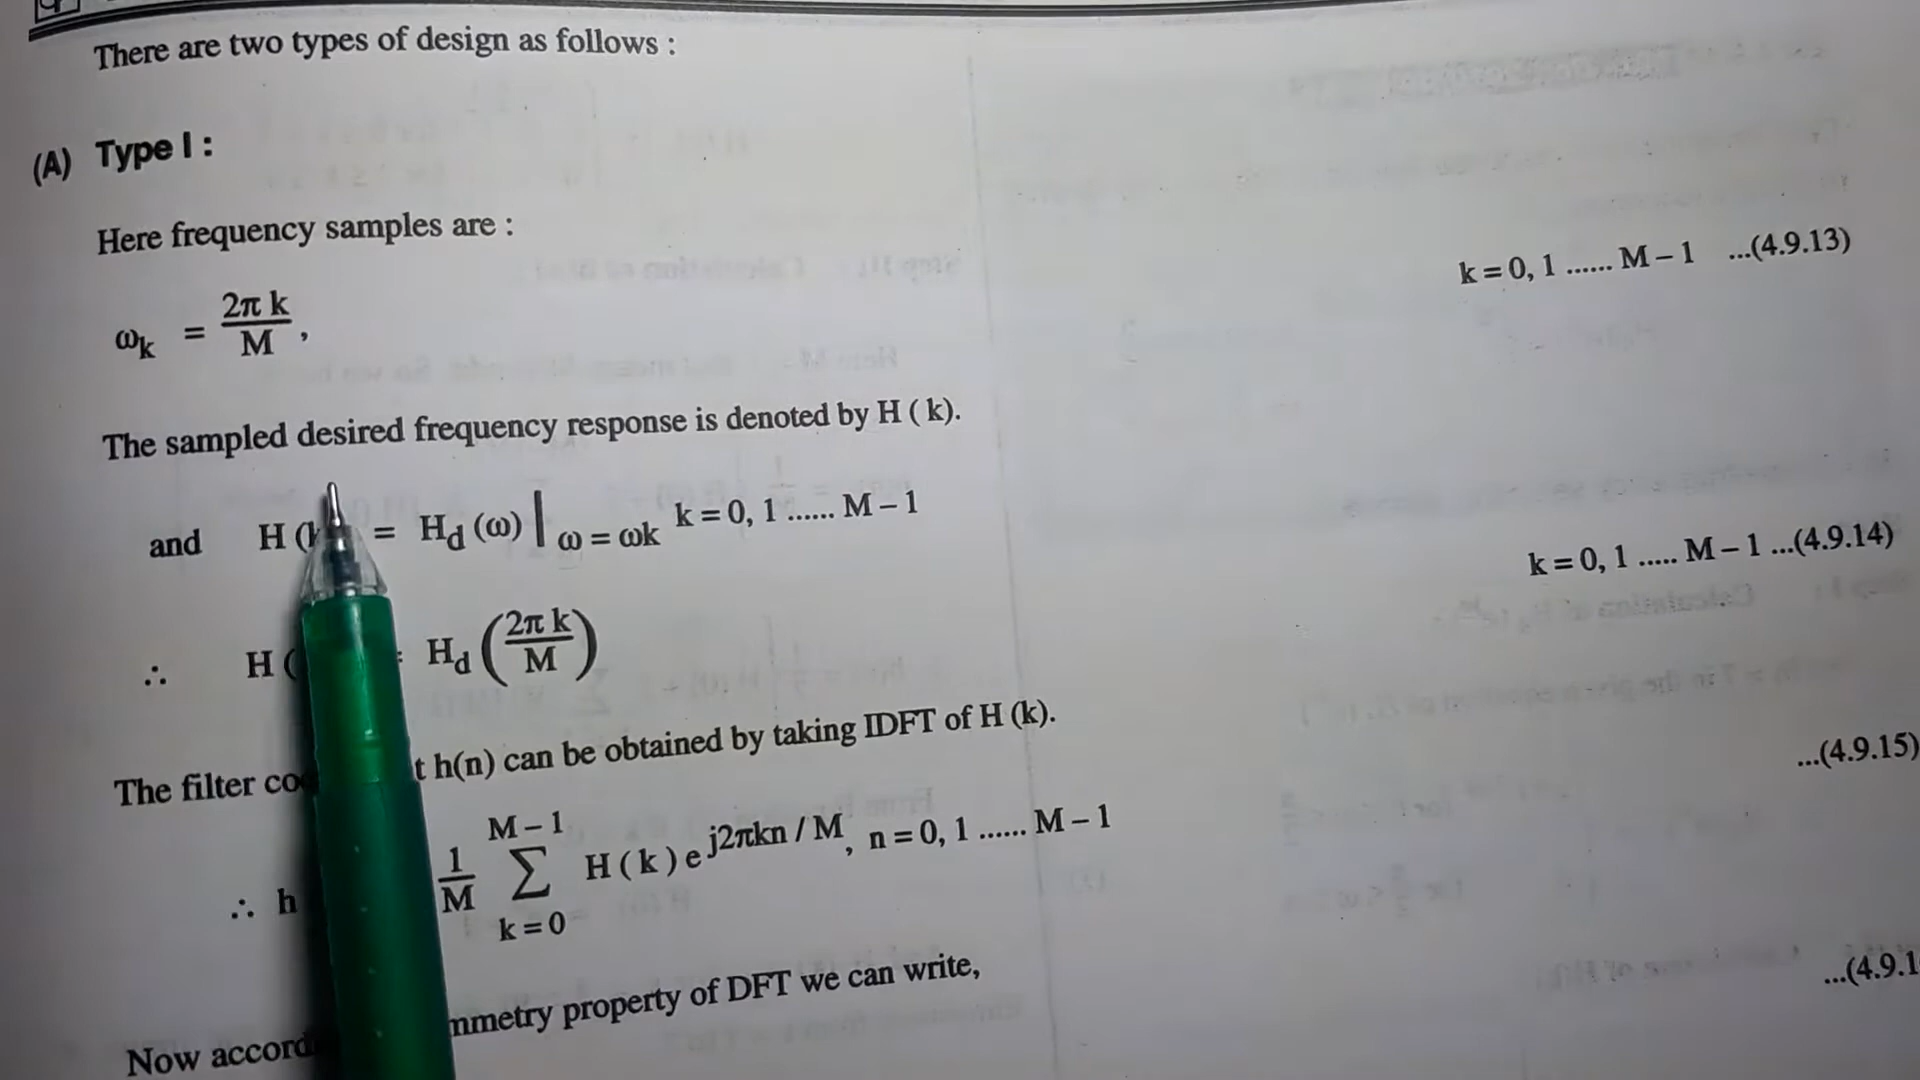 There are two types of design as follows :
(A) Type I :
Here frequency samples are :
ωk = 2π k / M , k = 0, 1 ...... M – 1 ...(4.9.13)
The sampled desired frequency response is denoted by H ( k).
and H ( = Hd (ω) | ω = ωk k = 0, 1 ...... M – 1
∴ H ( Hd ( 2π k / M ) k = 0, 1 ..... M – 1 ...(4.9.14)
The filter h(n) can be obtained by taking IDFT of H (k).
...(4.9.15)
∴ h 1/M M – 1 Σ k = 0 H ( k ) e j2πkn / M , n = 0, 1 ...... M – 1
Now property of DFT we can write,